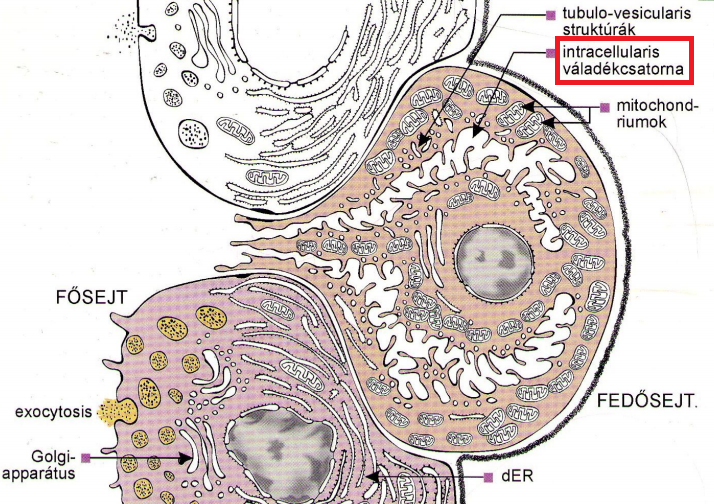 tubulo-vesicularis
struktúrák
intracellularis
váladékcsatorna
mitochond-
riumok
FŐSEJT
FEDŐSEJT.
exocytosis
Golgi-
apparátus
dER